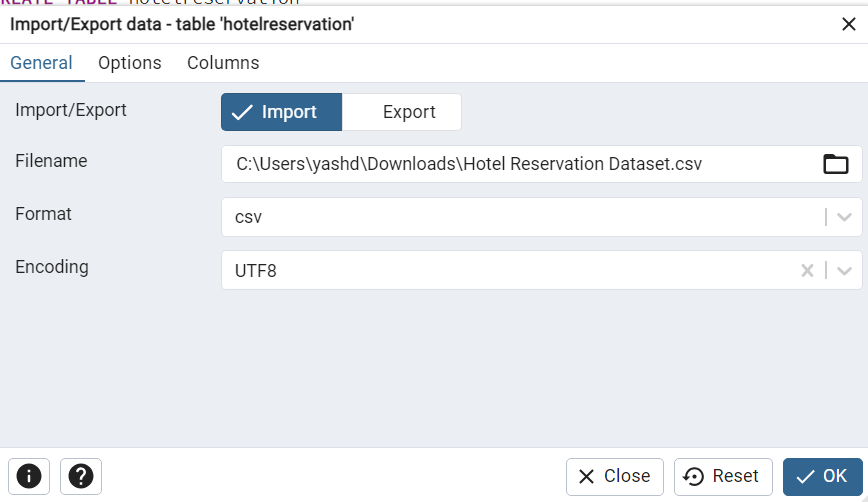 CREATE TABLE hotelreservation
Import/Export data - table 'hotelreservation'
General Options Columns
Import/Export Import Export
Filename C:\Users\yashd\Downloads\Hotel Reservation Dataset.csv
Format csv
Encoding UTF8
Close Reset OK